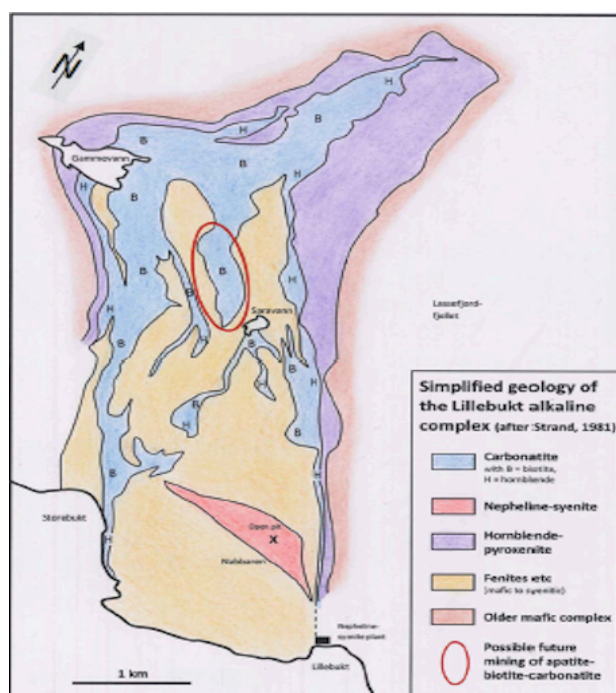 N
Gammevann
H
B
B
H
B
H
B
H
B
B
H
B
B
Saravann
H
B
H
B
B
H
B
H
B
H
B
H
Lassefjord-
fjellet
Storebukt
H
Open pit
X
Nabbaren
Nepheline-
syenite plant
Lillebukt
1 km
Simplified geology of
the Lillebukt alkaline
complex (after :Strand, 1981)
Carbonatite
with B = biotite,
H = hornblende
Nepheline-syenite
Hornblende-
pyroxenite
Fenites etc
(mafic to syenitic)
Older mafic complex
Possible future
mining of apatite-
biotite-carbonatite